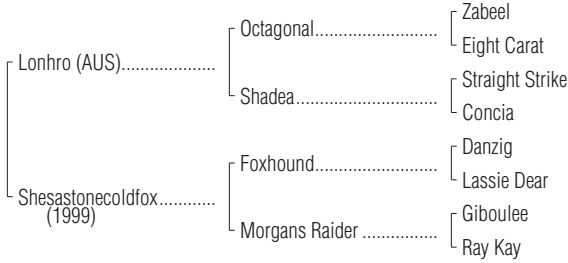 Zabeel
Octagonal
Eight Carat
Lonhro (AUS)
Straight Strike
Shadea
Concia
Danzig
Foxhound
Lassie Dear
Shesastonecoldfox
(1999)
Giboulee
Morgans Raider
Ray Kay